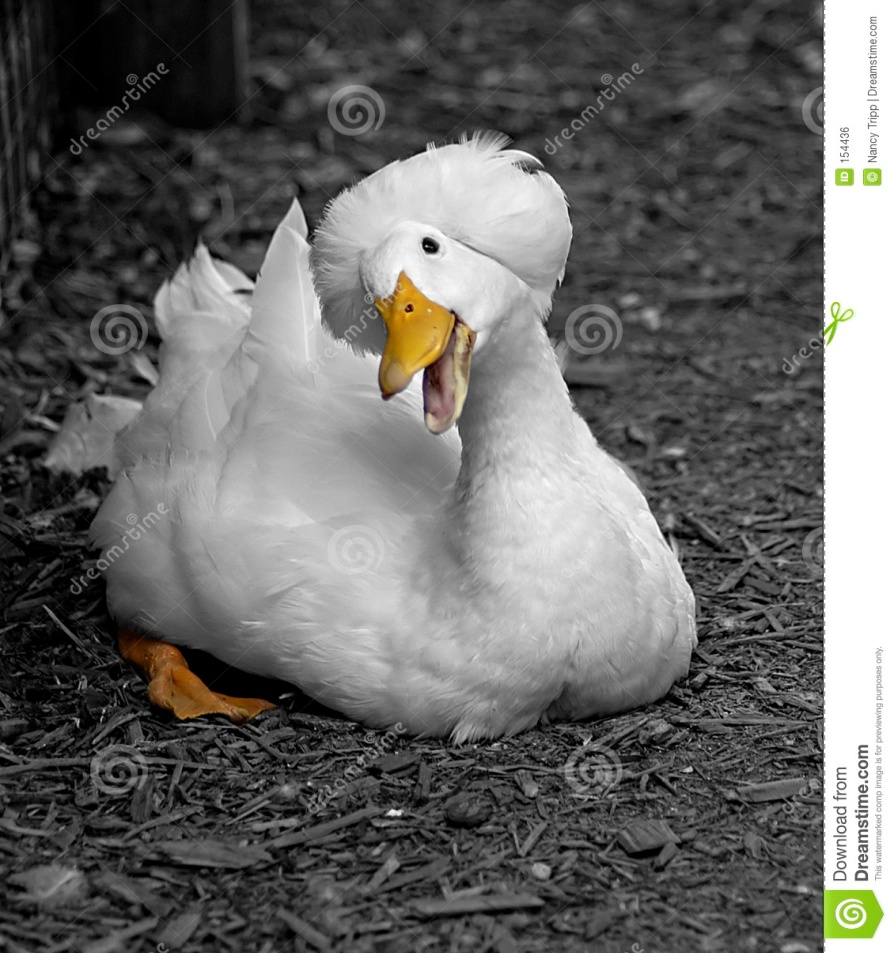 dreamstime
dreamstime
dreamstime
dreamstime
dreamstime
dreamstime
ID 154436
© Nancy Tripp | Dreamstime.com
Download from
Dreamstime.com
This watermarked comp image is for previewing purposes only.